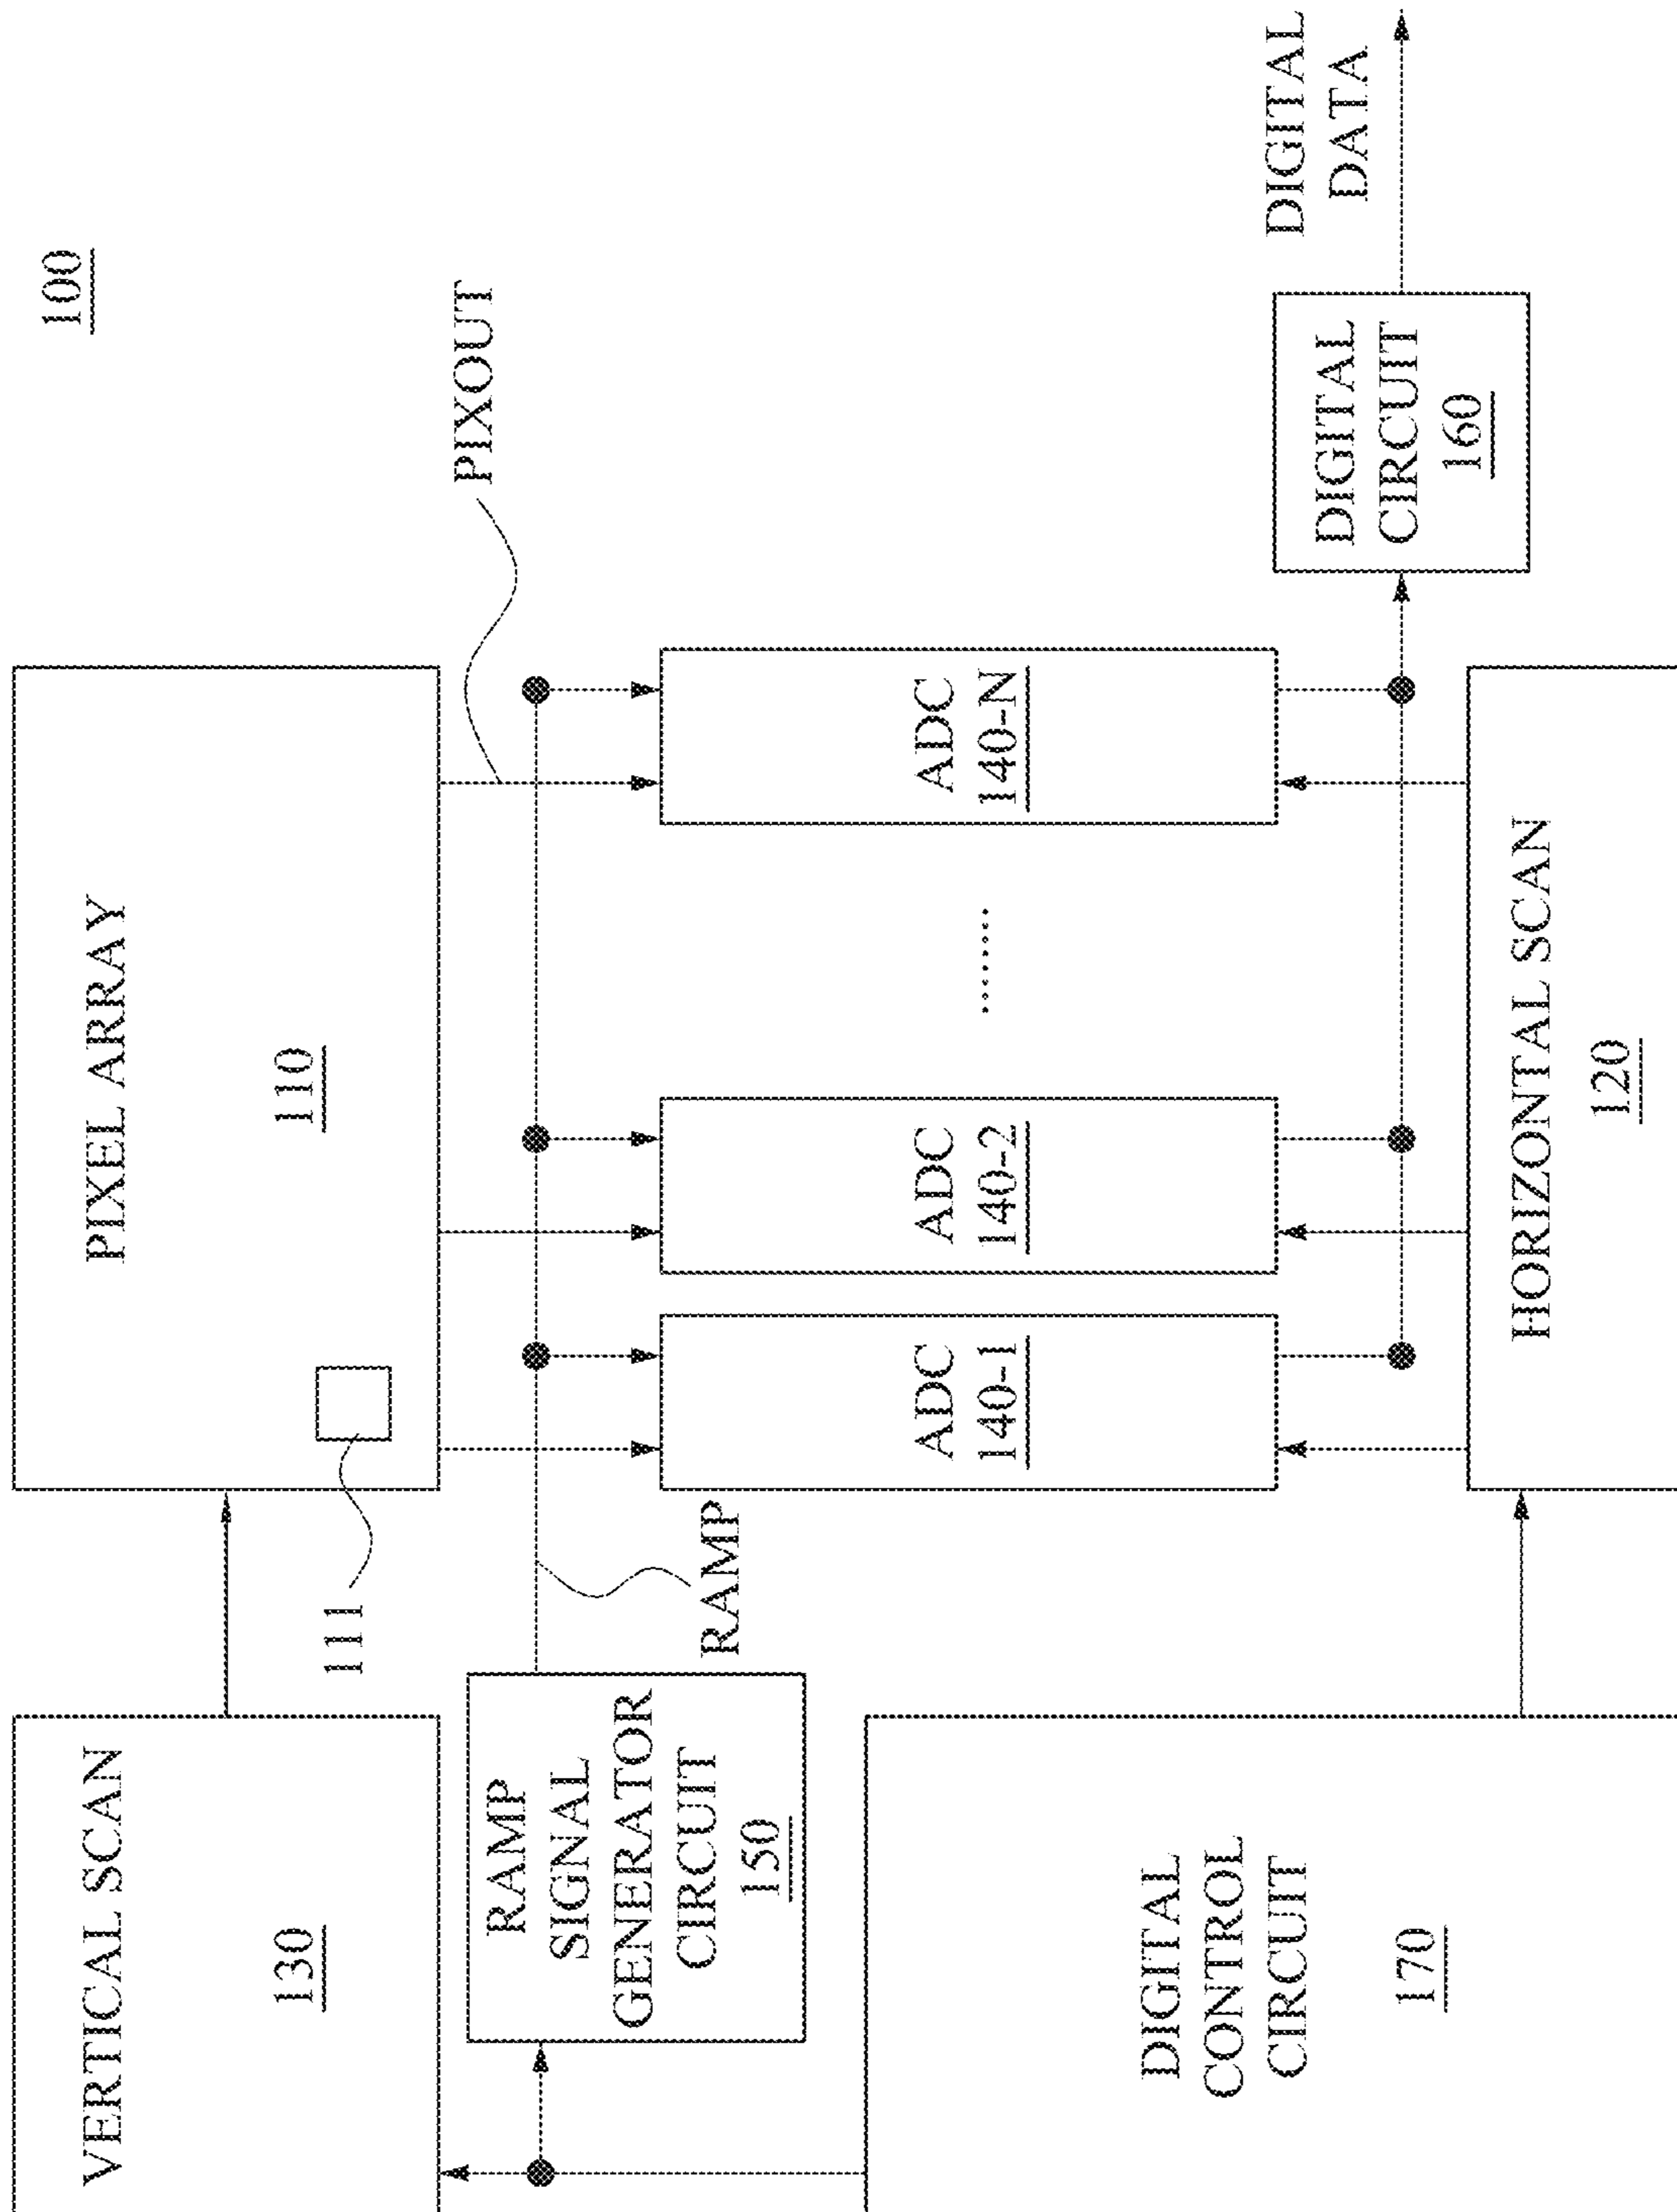 100
VERTICAL SCAN
130
PIXEL ARRAY
110
111
PIXOUT
RAMP
SIGNAL
GENERATOR
CIRCUIT
150
RAMP
ADC
140-1
ADC
140-2
........
ADC
140-N
DIGITAL
CONTROL
CIRCUIT
170
HORIZONTAL SCAN
120
DIGITAL
CIRCUIT
160
DIGITAL
DATA